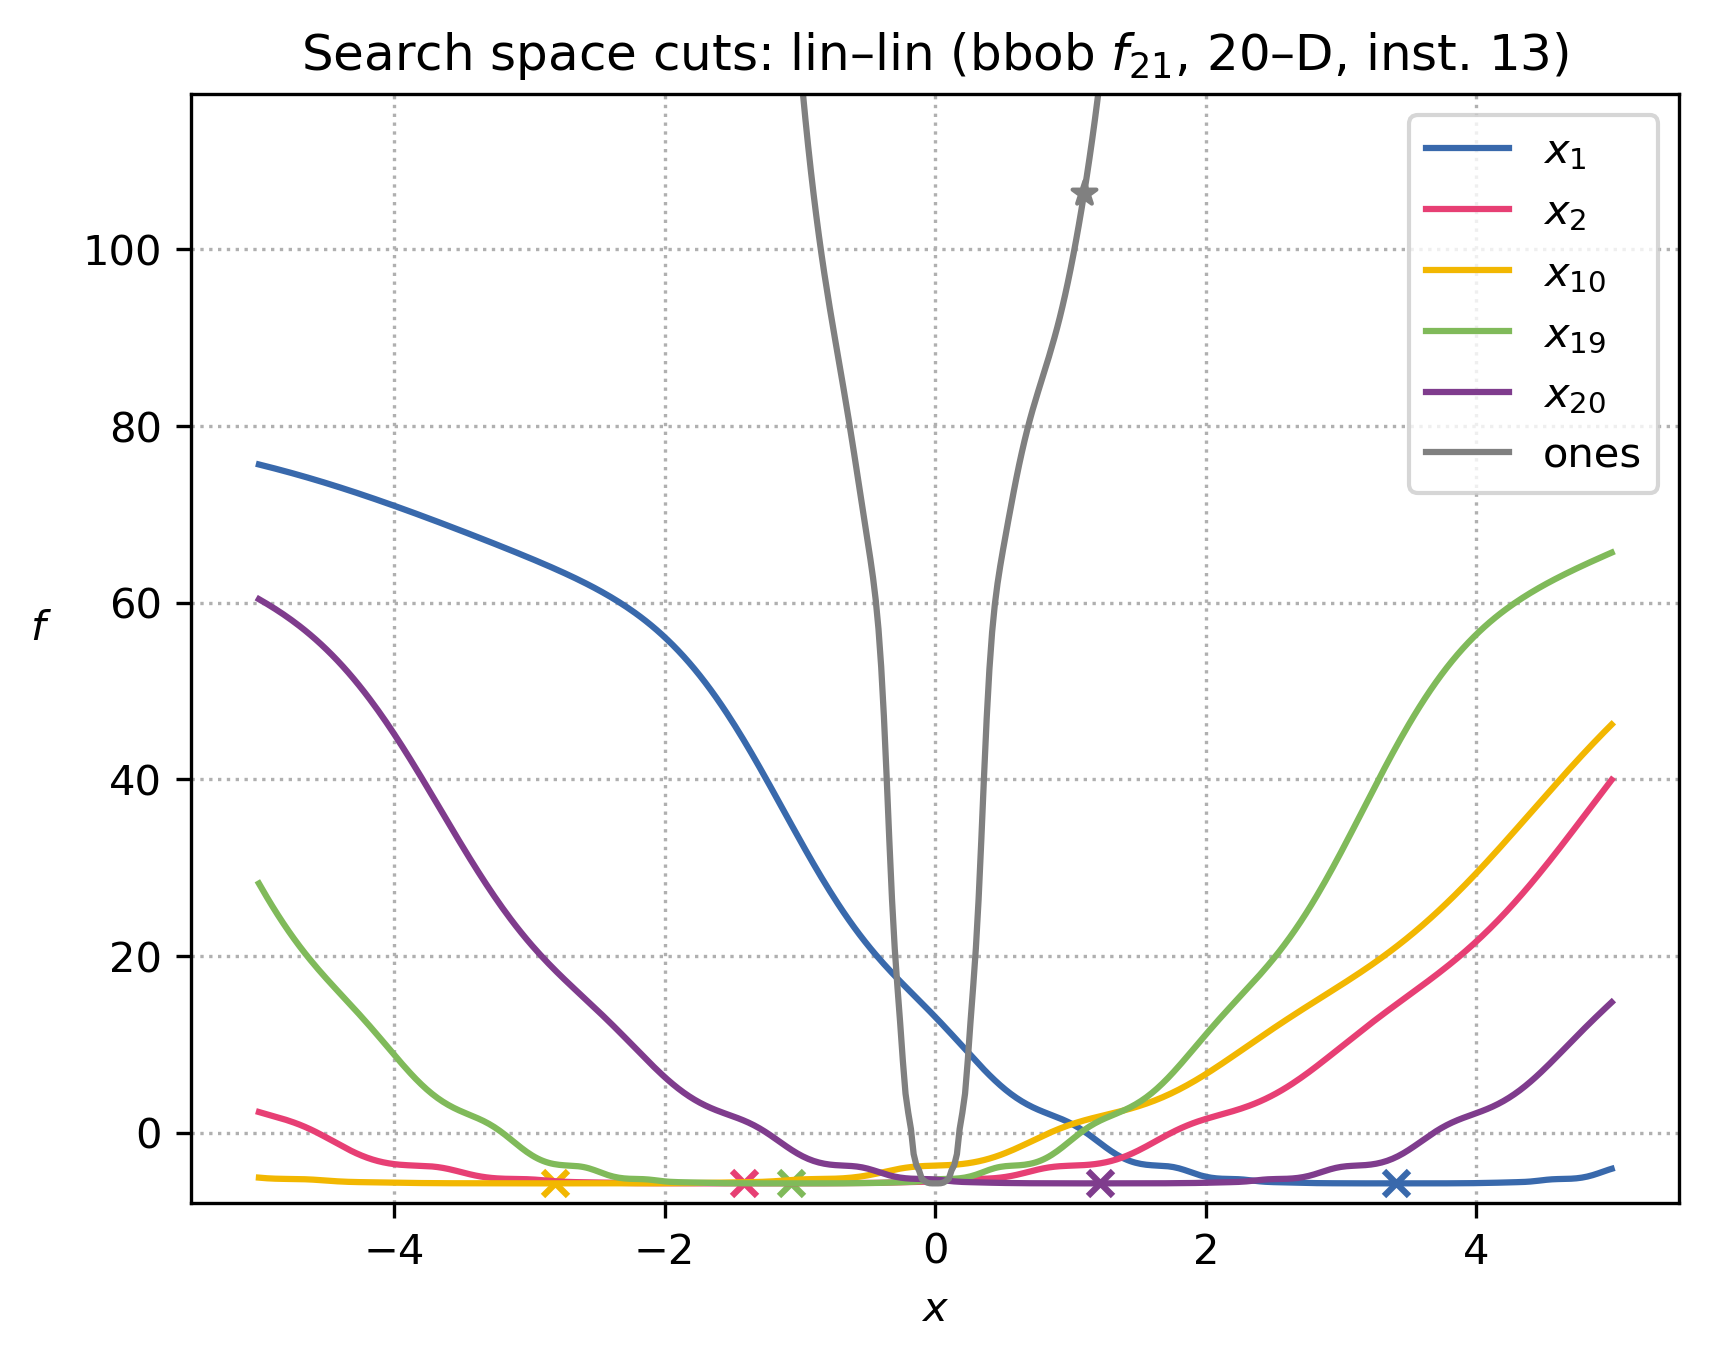 Search space cuts: lin–lin (bbob f₂₁, 20–D, inst. 13)
x₁
x₂
x₁₀
x₁₉
x₂₀
ones
100
80
60
40
20
0
f
−4 −2 0 2 4
x